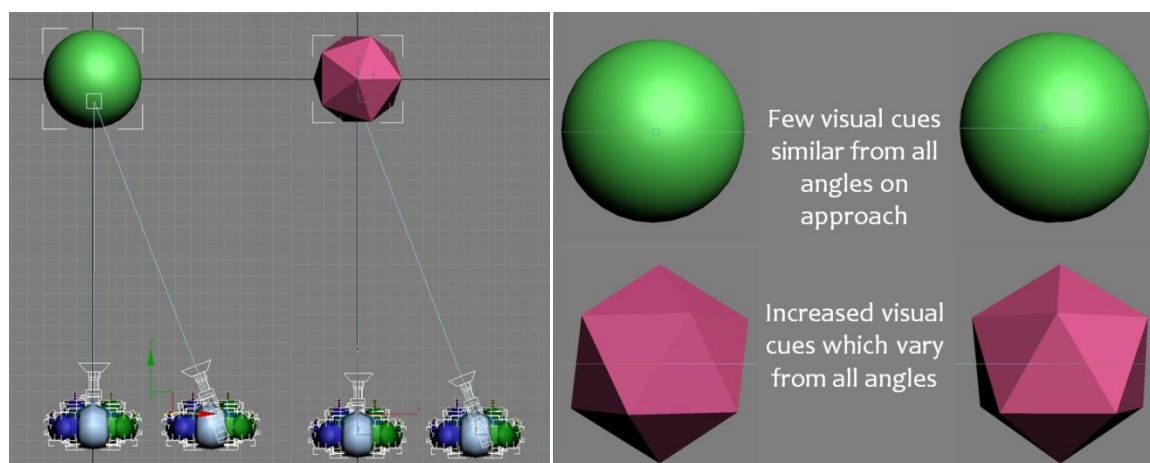 Few visual cues
similar from all
angles on
approach
Increased visual
cues which vary
from all angles